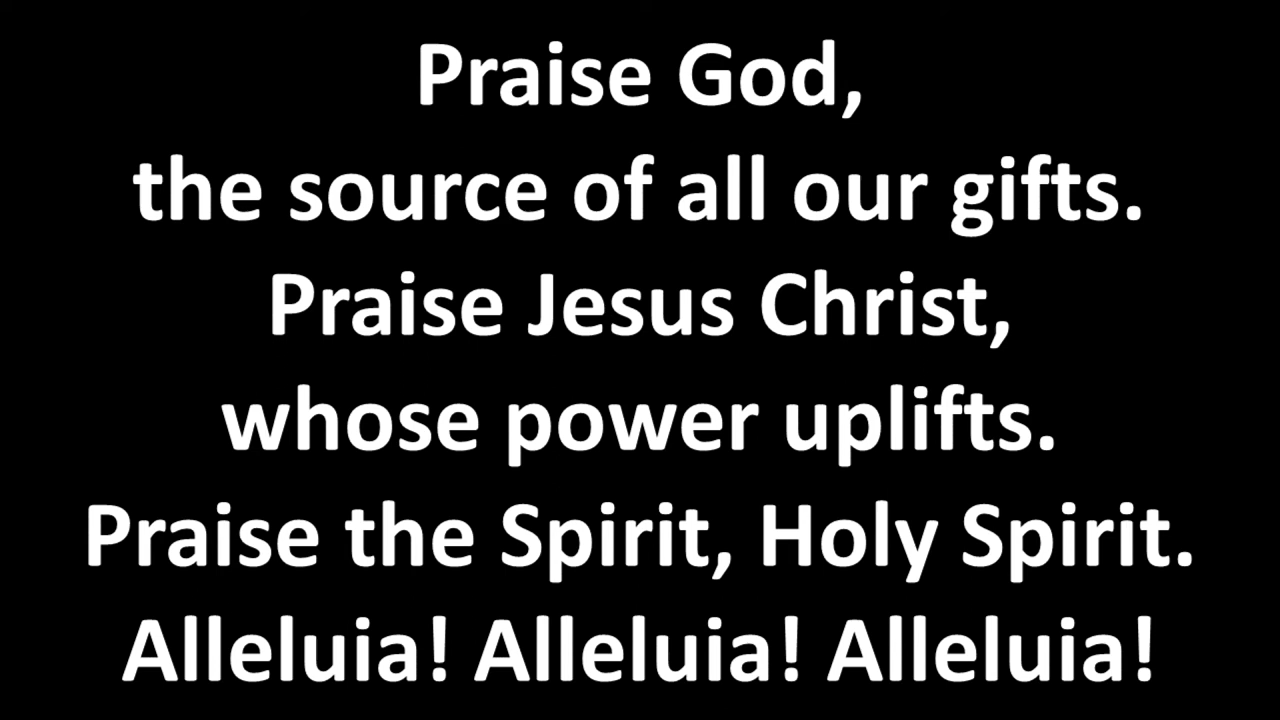 Praise God,
the source of all our gifts.
Praise Jesus Christ,
whose power uplifts.
Praise the Spirit, Holy Spirit.
Alleluia! Alleluia! Alleluia!